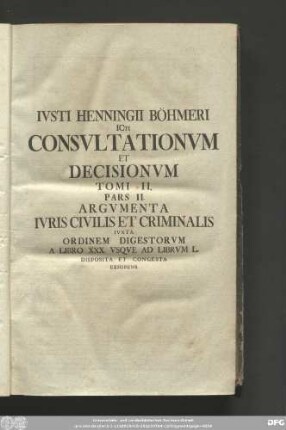 IVSTI HENNINGII BÖHMERI
ICti
CONSVLTATIONVM
ET
DECISIONVM
TOMI II.
PARS II.
ARGVMENTA
IVRIS CIVILIS ET CRIMINALIS
IVXTA
ORDINEM DIGESTORVM
A LIBRO XXX. VSQVE AD LIBRVM L.
DISPOSITA ET CONGESTA
EXHIBENS
DFG